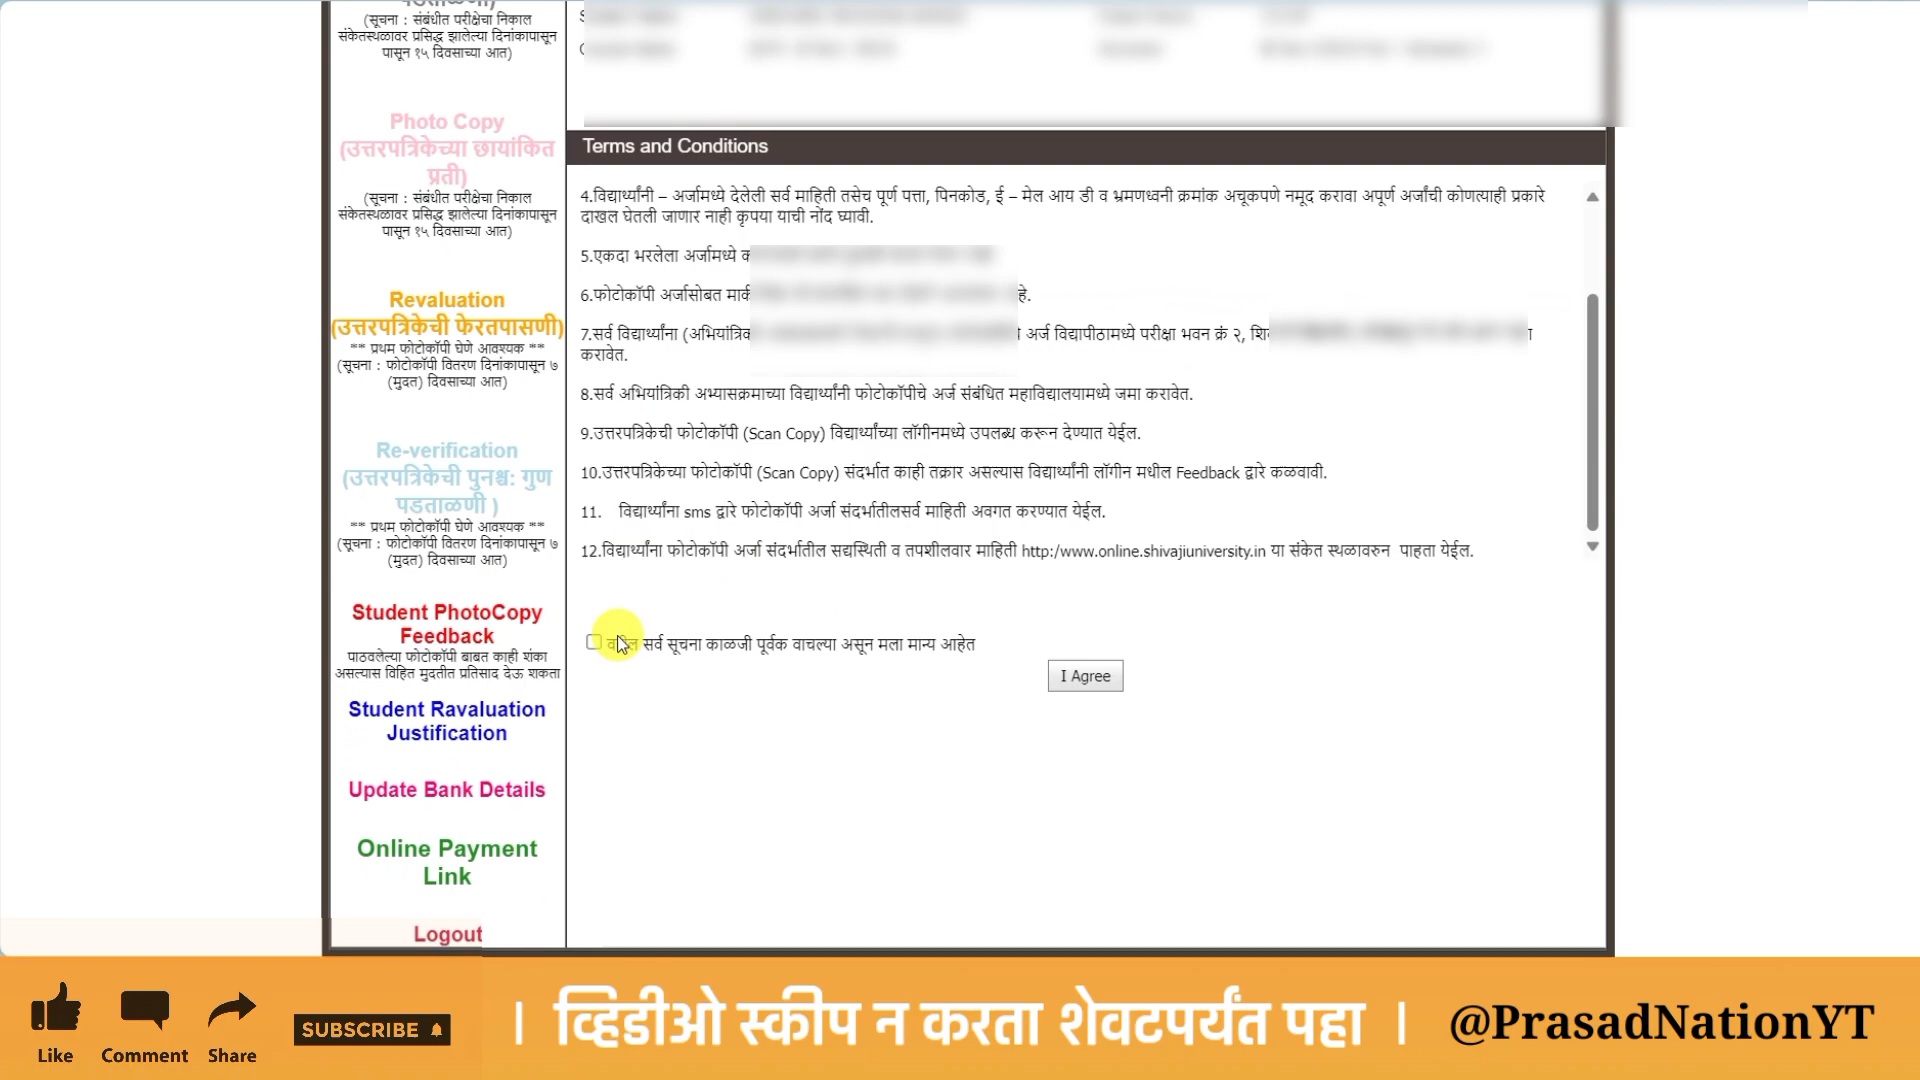 (सूचना : संबंधीत परीक्षेचा निकाल
संकेतस्थळावर प्रसिद्ध झालेल्या दिनांकापासून
पासून १५ दिवसाच्या आत)
Photo Copy
(उत्तरपत्रिकेच्या छायांकित
प्रती)
(सूचना : संबंधीत परीक्षेचा निकाल
संकेतस्थळावर प्रसिद्ध झालेल्या दिनांकापासून
पासून १५ दिवसाच्या आत)
Revaluation
(उत्तरपत्रिकेची फेरतपासणी)
** प्रथम फोटोकॉपी घेणे आवश्यक **
(सूचना : फोटोकॉपी वितरण दिनांकापासून ७
(मुदत) दिवसाच्या आत)
Re-verification
(उत्तरपत्रिकेची पुनश्च: गुण
पडताळणी )
** प्रथम फोटोकॉपी घेणे आवश्यक **
(सूचना : फोटोकॉपी वितरण दिनांकापासून ७
(मुदत) दिवसाच्या आत)
Student PhotoCopy
Feedback
पाठवलेल्या फोटोकॉपी बाबत काही शंका
असल्यास विहित मुदतीत प्रतिसाद देऊ शकता
Student Ravaluation
Justification
Update Bank Details
Online Payment
Link
Logout
Terms and Conditions
4.विद्यार्थ्यांनी – अर्जामध्ये देलेली सर्व माहिती तसेच पूर्ण पत्ता, पिनकोड, ई – मेल आय डी व भ्रमणध्वनी क्रमांक अचूकपणे नमूद करावा अपूर्ण अर्जांची कोणत्याही प्रकारे
दाखल घेतली जाणार नाही कृपया याची नोंद घ्यावी.
5.एकदा भरलेला अर्जामध्ये
6.फोटोकॉपी अर्जासोबत
7.सर्व विद्यार्थ्यांना अर्ज विद्यापीठामध्ये परीक्षा भवन क्रं २,
करावेत.
8.सर्व अभियांत्रिकी अभ्यासक्रमाच्या विद्यार्थ्यांनी फोटोकॉपीचे अर्ज संबंधित महाविद्यालयामध्ये जमा करावेत.
9.उत्तरपत्रिकेची फोटोकॉपी (Scan Copy) विद्यार्थ्यांच्या लॉगीनमध्ये उपलब्ध करून देण्यात येईल.
10.उत्तरपत्रिकेच्या फोटोकॉपी (Scan Copy) संदर्भात काही तक्रार असल्यास विद्यार्थ्यांनी लॉगीन मधील Feedback द्वारे कळवावी.
11. विद्यार्थ्यांना sms द्वारे फोटोकॉपी अर्जा संदर्भातीलसर्व माहिती अवगत करण्यात येईल.
12.विद्यार्थ्यांना फोटोकॉपी अर्जा संदर्भातील सद्यस्थिती व तपशीलवार माहिती http:/www.online.shivajiuniversity.in या संकेत स्थळावरुन पाहता येईल.
सर्व सूचना काळजी पूर्वक वाचल्या असून मला मान्य आहेत
I Agree
Like
Comment
Share
SUBSCRIBE
। व्हिडीओ स्कीप न करता शेवटपर्यंत पहा ।
@PrasadNationYT